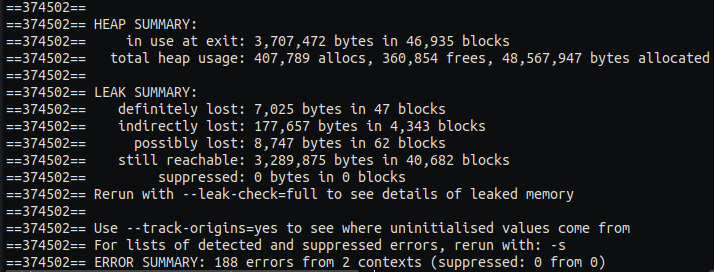 ==374502==
==374502== HEAP SUMMARY:
==374502==     in use at exit: 3,707,472 bytes in 46,935 blocks
==374502==   total heap usage: 407,789 allocs, 360,854 frees, 48,567,947 bytes allocated
==374502==
==374502== LEAK SUMMARY:
==374502==    definitely lost: 7,025 bytes in 47 blocks
==374502==    indirectly lost: 177,657 bytes in 4,343 blocks
==374502==      possibly lost: 8,747 bytes in 62 blocks
==374502==    still reachable: 3,289,875 bytes in 40,682 blocks
==374502==         suppressed: 0 bytes in 0 blocks
==374502== Rerun with --leak-check=full to see details of leaked memory
==374502==
==374502== Use --track-origins=yes to see where uninitialised values come from
==374502== For lists of detected and suppressed errors, rerun with: -s
==374502== ERROR SUMMARY: 188 errors from 2 contexts (suppressed: 0 from 0)